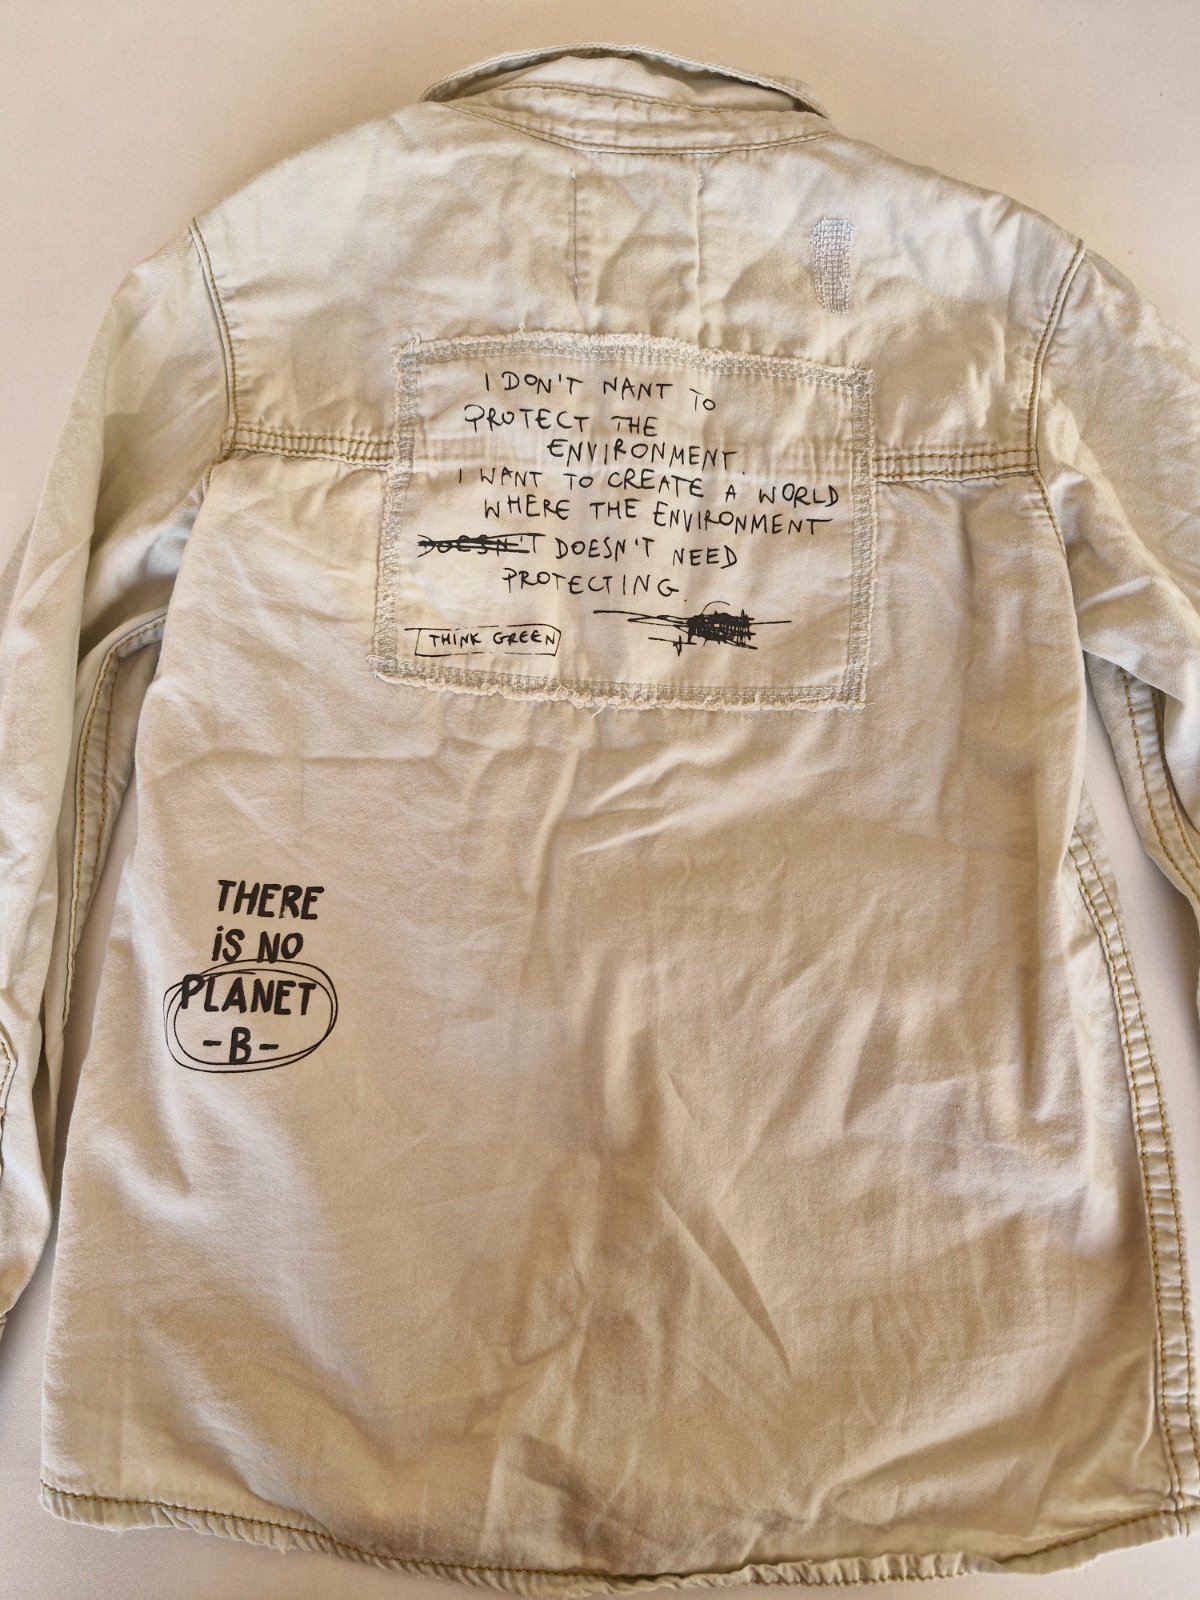 I DON'T NANT TO
PROTECT THE
ENVIRONMENT.
I WANT TO CREATE A WORLD
WHERE THE ENVIRONMENT
DOESN'T DOESN'T NEED
PROTECTING.
THINK GREEN
THERE
iS NO
PLANET
-B-